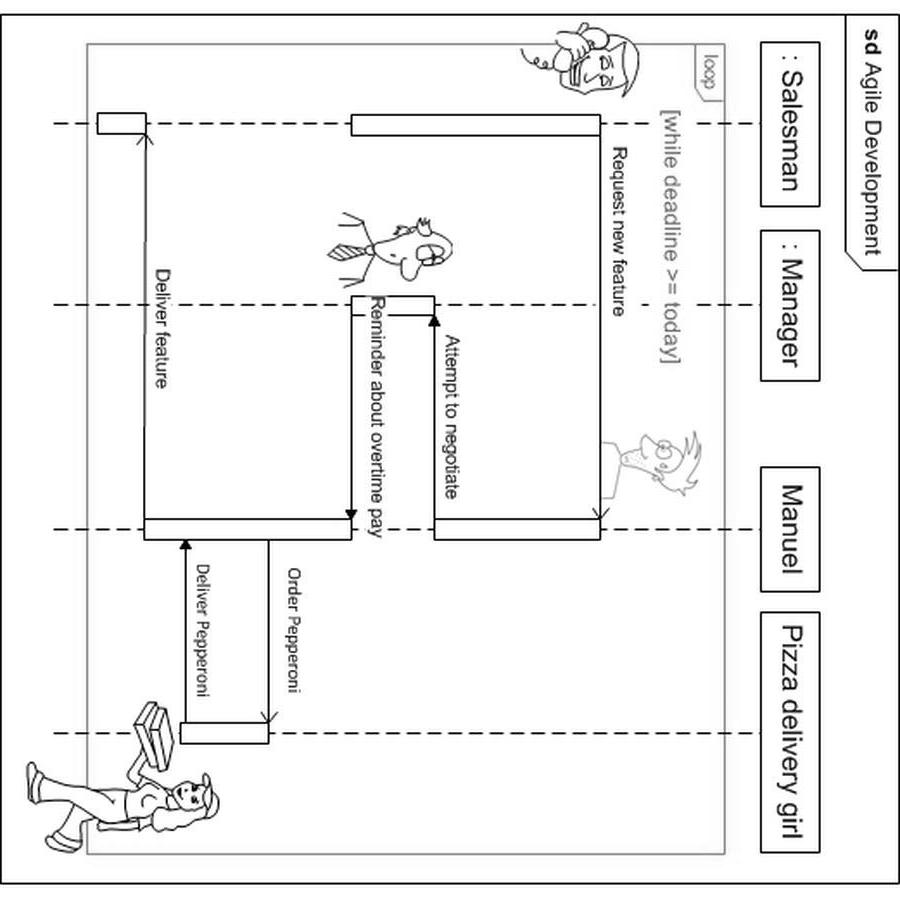 sd Agile Development
: Salesman
: Manager
Manuel
Pizza delivery girl
loop
[while deadline >= today]
Request new feature
Attempt to negotiate
Reminder about overtime pay
Order Pepperoni
Deliver Pepperoni
Deliver feature